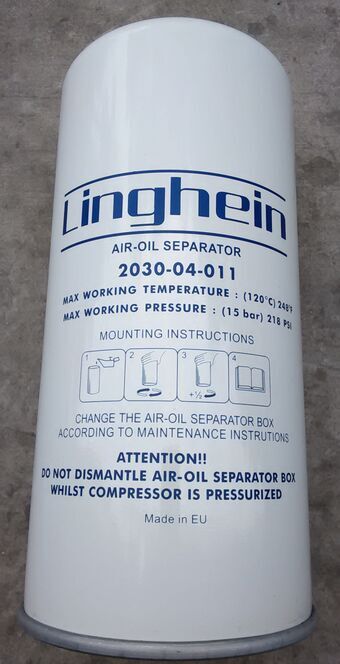 Linghein
AIR-OIL SEPARATOR
2030-04-011
MAX WORKING TEMPERATURE : (120°C) 248°F
MAX WORKING PRESSURE : (15 bar) 218 PSI
MOUNTING INSTRUCTIONS
1 2 3 4
+½
CHANGE THE AIR-OIL SEPARATOR BOX
ACCORDING TO MAINTENANCE INSTRUTIONS
ATTENTION!!
DO NOT DISMANTLE AIR-OIL SEPARATOR BOX
WHILST COMPRESSOR IS PRESSURIZED
Made in EU